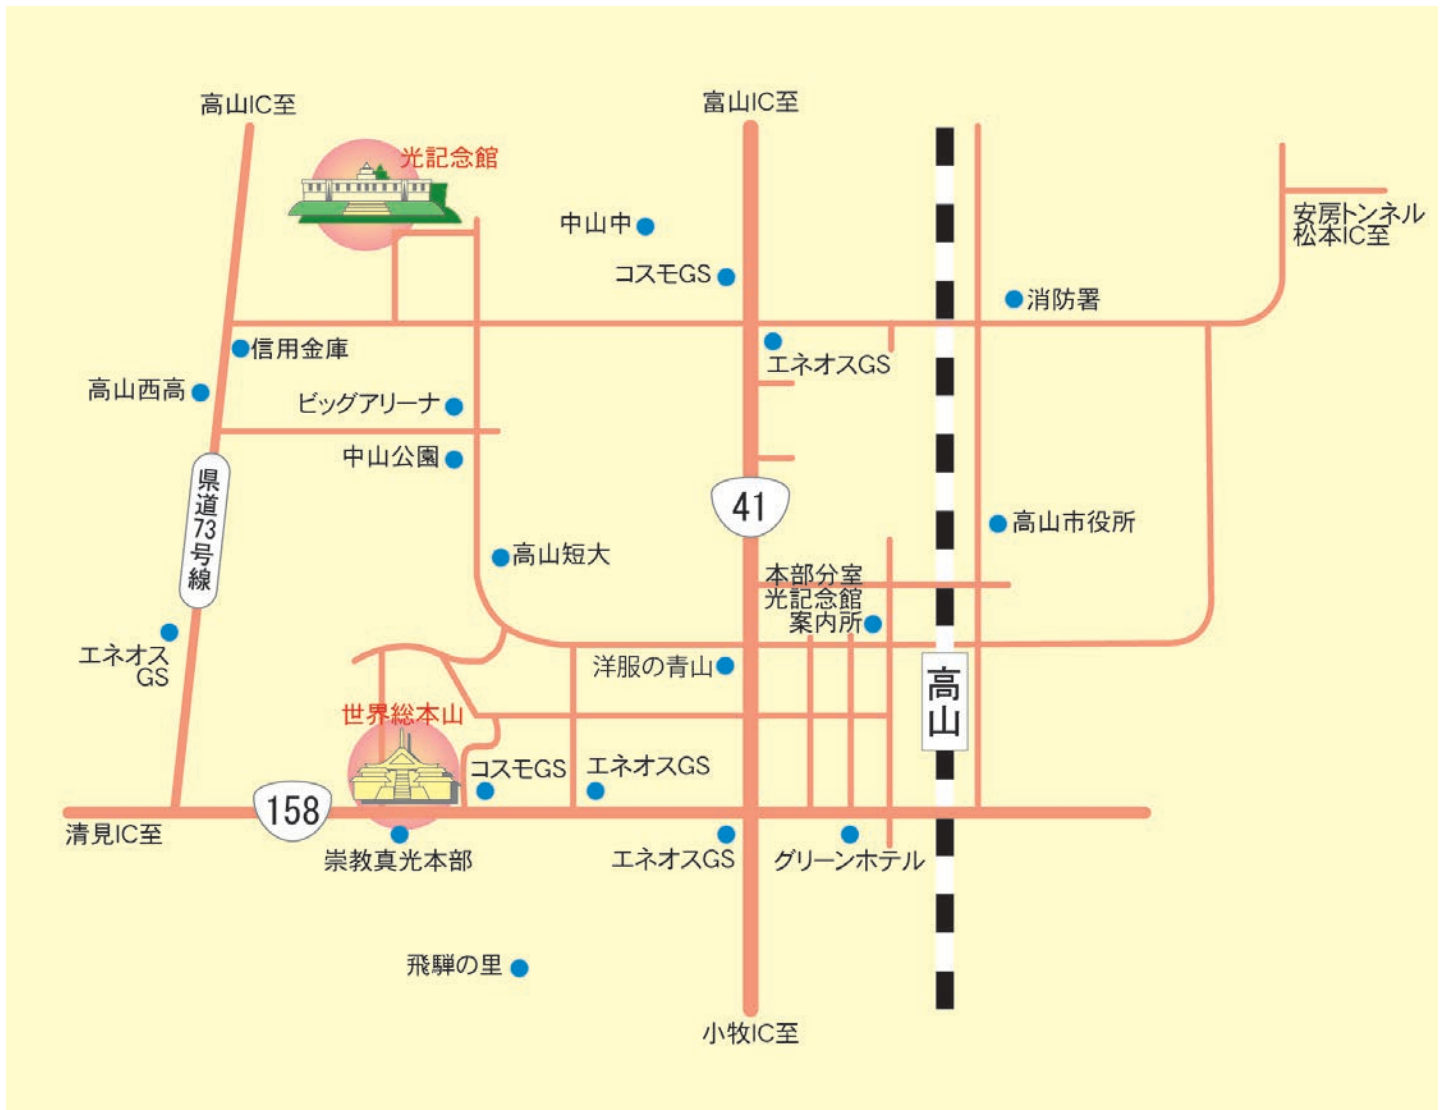 高山IC至
富山IC至
光記念館
中山中
安房トンネル
松本IC至
コスモGS
消防署
信用金庫
エネオスGS
高山西高
ビッグアリーナ
中山公園
県道73号線
41
高山市役所
高山短大
本部分室
光記念館
案内所
エネオス
GS
洋服の青山
高山
世界総本山
コスモGS
エネオスGS
158
清見IC至
崇教真光本部
エネオスGS
グリーンホテル
飛騨の里
小牧IC至